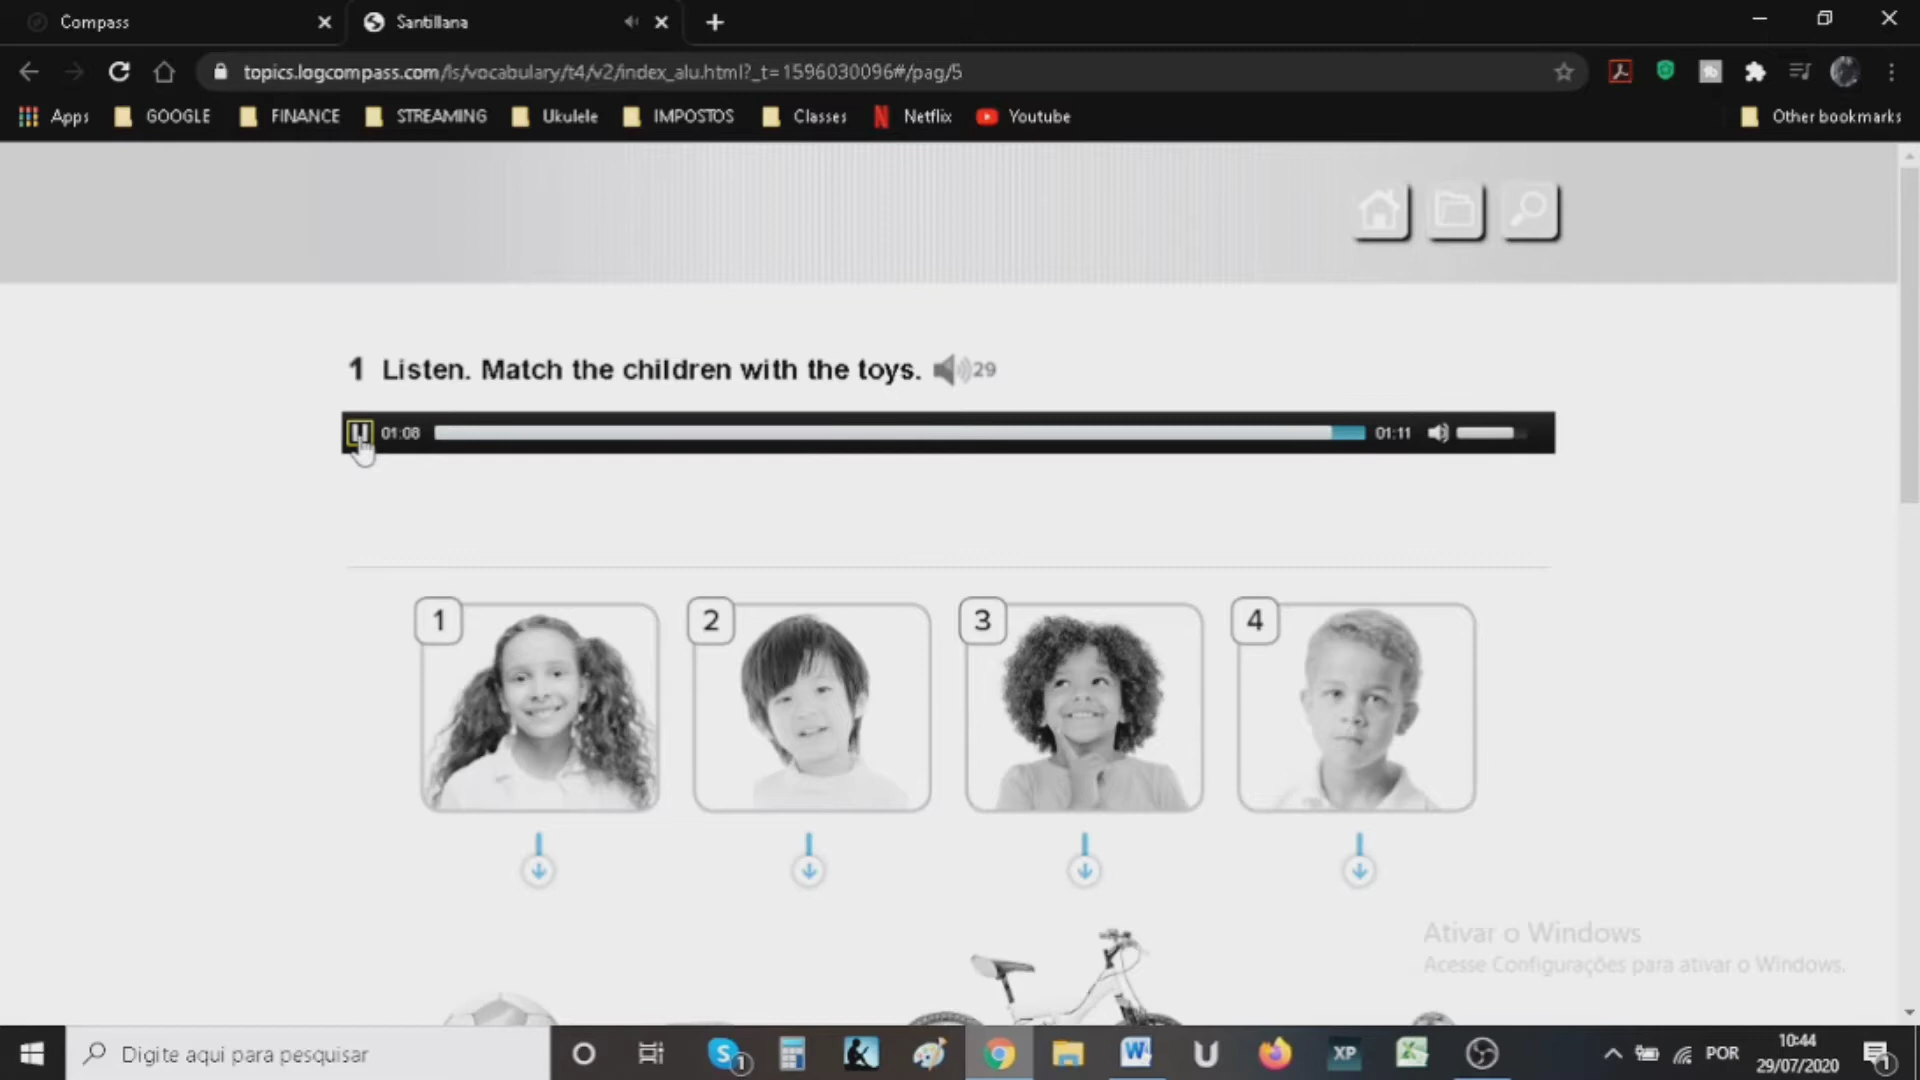 Compass
Santillana
topics.logcompass.com/ls/vocabulary/t4/v2/index_alu.html?_t=1596030096#/pag/5
Apps
GOOGLE
FINANCE
STREAMING
Ukulele
IMPOSTOS
Classes
Netflix
Youtube
Other bookmarks
1 Listen. Match the children with the toys. 29
01:08
01:11
1
2
3
4
Ativar o Windows
Acesse Configurações para ativar o Windows.
Digite aqui para pesquisar
S 1
W
U
XP
X
POR
10:44
29/07/2020
1